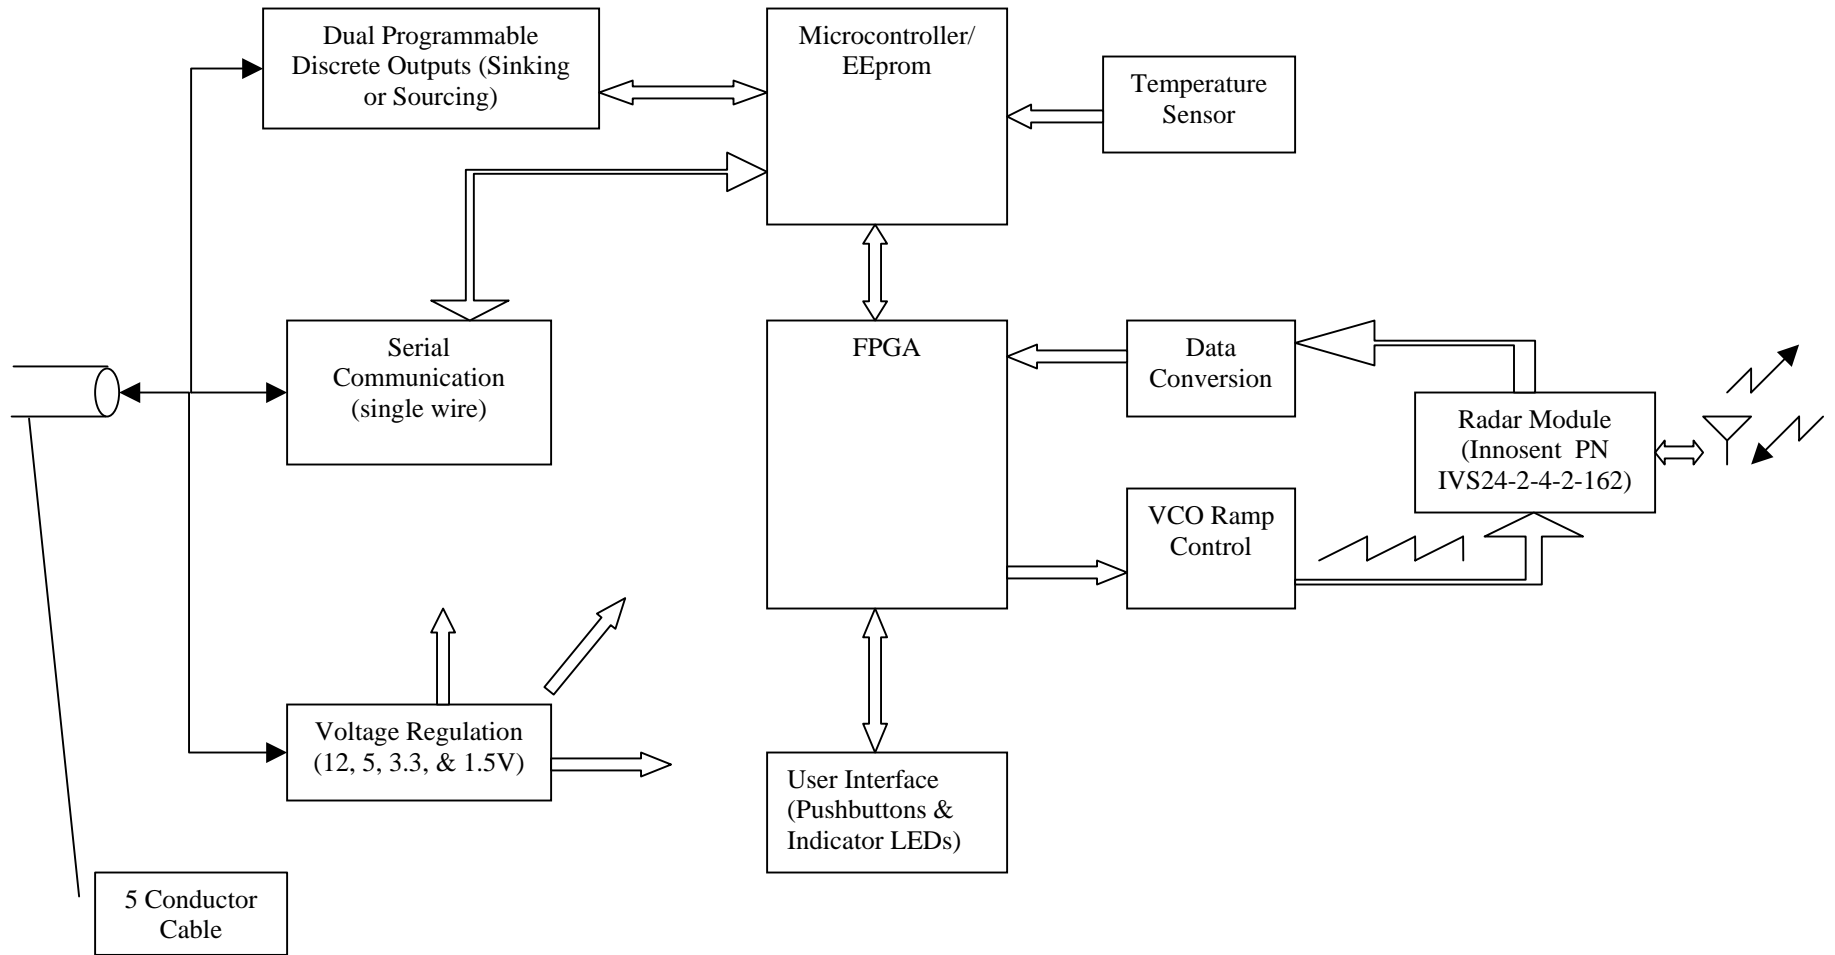 Dual Programmable
Discrete Outputs (Sinking
or Sourcing)
Microcontroller/
EEprom
Temperature
Sensor
Serial
Communication
(single wire)
FPGA
Data
Conversion
Radar Module
(Innosent PN
IVS24-2-4-2-162)
VCO Ramp
Control
Voltage Regulation
(12, 5, 3.3, & 1.5V)
User Interface
(Pushbuttons &
Indicator LEDs)
5 Conductor
Cable